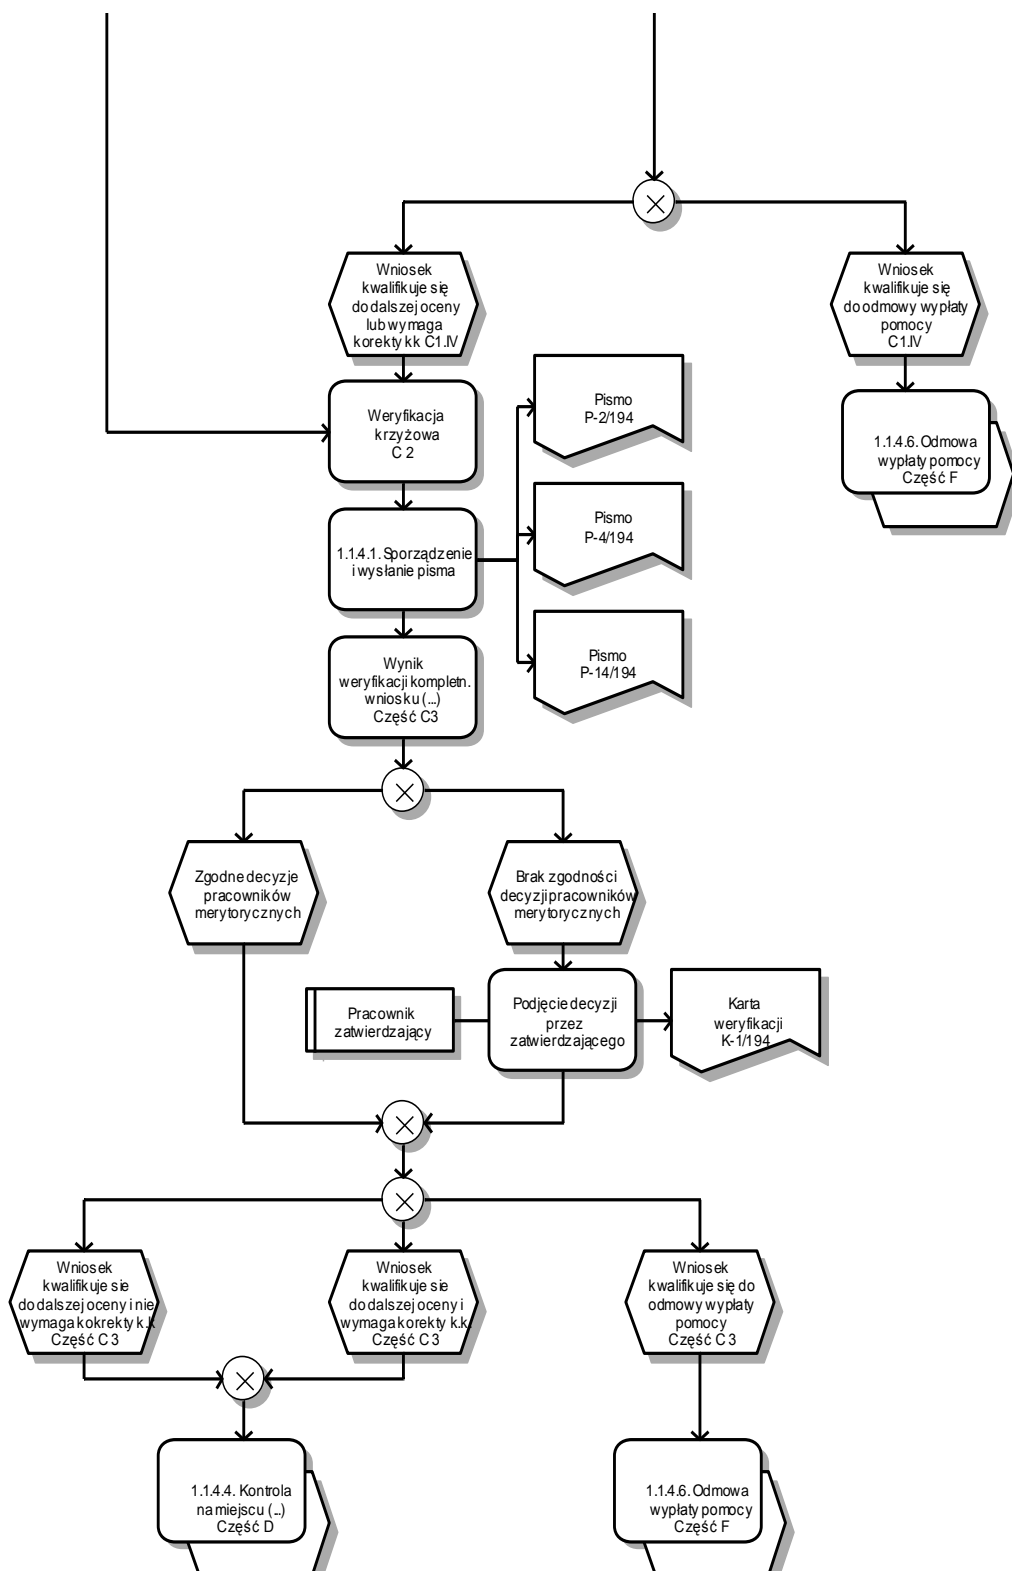 Wniosek
kwalifikuje się
do dalszej oceny
lub wymaga
korekty kk C1.IV
Wniosek
kwalifikuje się
do odmowy wypłaty
pomocy
C1.IV
Weryfikacja
krzyżowa
C 2
Pismo
P-2/194
1.1.4.6. Odmowa
wypłaty pomocy
Część F
Pismo
P-4/194
1.1.4.1. Sporządzenie
i wysłanie pisma
Pismo
P-14/194
Wynik
weryfikacji kompletn.
wniosku (...)
Część C3
Zgodne decyzje
pracowników
merytorycznych
Brak zgodności
decyzji pracowników
merytorycznych
Pracownik
zatwierdzający
Podjęcie decyzji
przez
zatwierdzającego
Karta
weryfikacji
K-1/194
Wniosek
kwalifikuje sie
do dalszej oceny i nie
wymaga kokrekty k.k
Część C 3
Wniosek
kwalifikuje sie
do dalszej oceny i
wymaga korekty k.k.
Część C 3
Wniosek
kwalifikuje się do
odmowy wypłaty
pomocy
Część C 3
1.1.4.4. Kontrola
na miejscu (...)
Część D
1.1.4.6. Odmowa
wypłaty pomocy
Część F